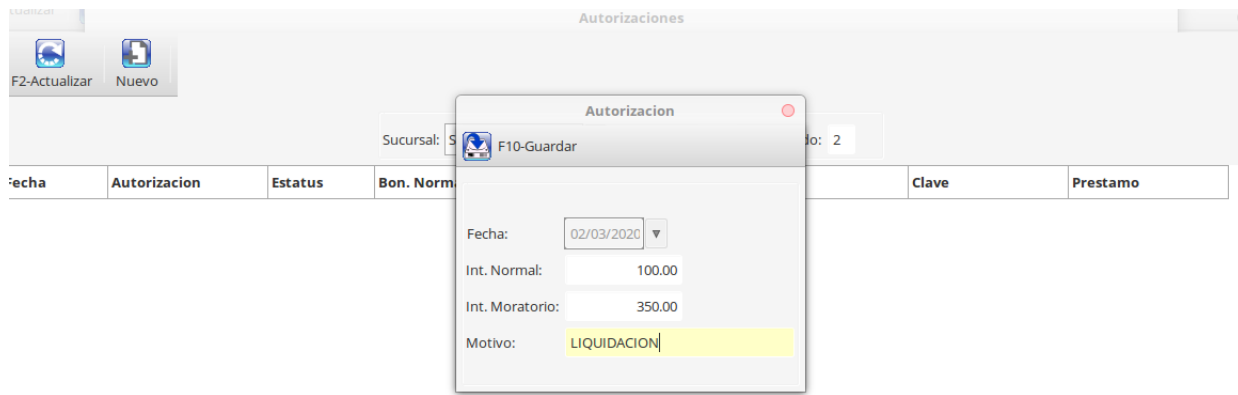 Autorizaciones
F2-Actualizar
Nuevo
Autorizacion
Sucursal: S
do: 2
F10-Guardar
Fecha Autorizacion Estatus Bon. Norma Clave Prestamo
Fecha: 02/03/2020
Int. Normal: 100.00
Int. Moratorio: 350.00
Motivo: LIQUIDACION